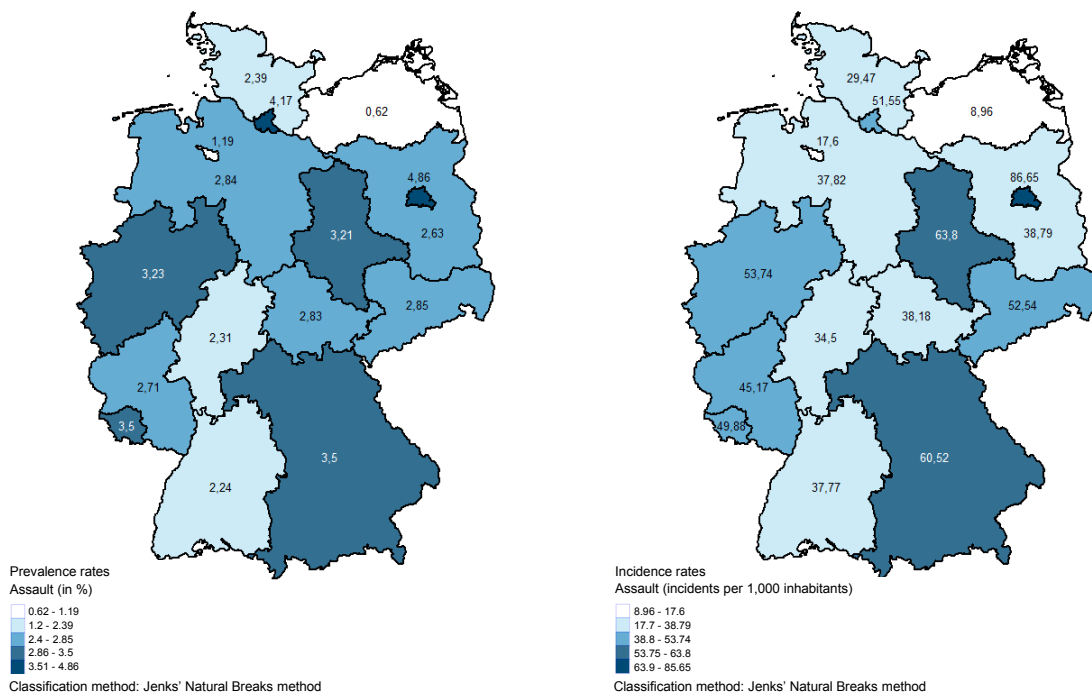 2,39
4,17
0,62
1,19
2,84
4,86
2,63
3,21
3,23
2,85
2,83
2,31
2,71
3,5
3,5
2,24
Prevalence rates
Assault (in %)
0.62 - 1.19
1.2 - 2.39
2.4 - 2.85
2.86 - 3.5
3.51 - 4.86
Classification method: Jenks' Natural Breaks method
29,47
51,55
8,96
17,6
37,82
86,65
38,79
63,8
53,74
52,54
38,18
34,5
45,17
49,88
60,52
37,77
Incidence rates
Assault (incidents per 1,000 inhabitants)
8.96 - 17.6
17.7 - 38.79
38.8 - 53.74
53.75 - 63.8
63.9 - 85.65
Classification method: Jenks' Natural Breaks method